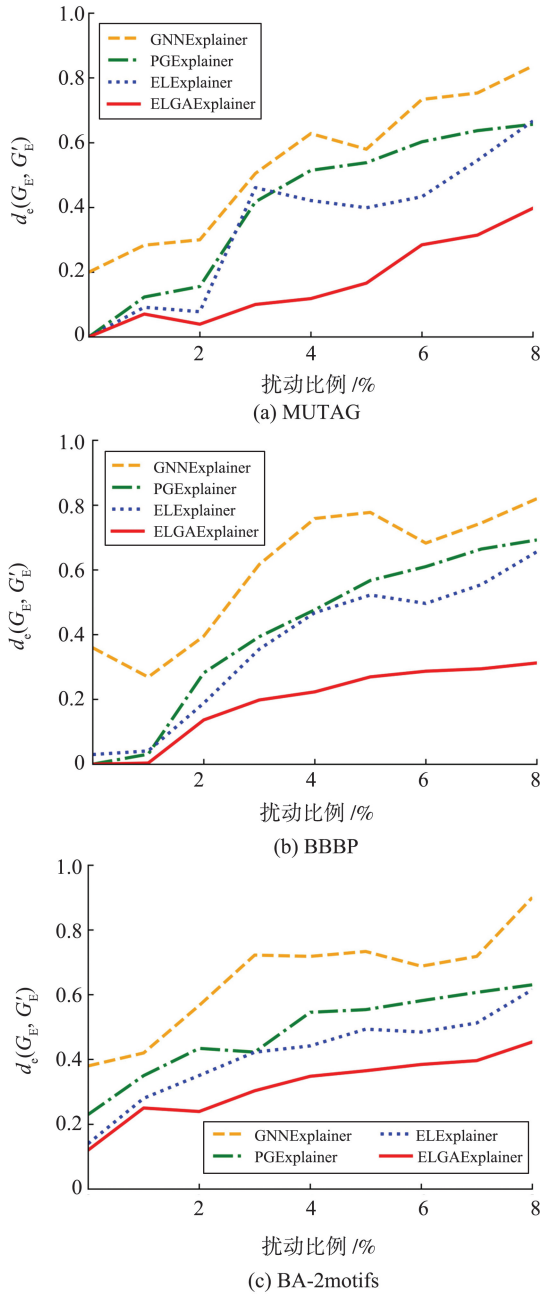 1.0
0.8
0.6
0.4
0.2
0
d_e(G_E, G'_E)
GNNExplainer
PGExplainer
ELExplainer
ELGAExplainer
2 4 6 8
扰动比例 /%
(a) MUTAG
1.0
0.8
0.6
0.4
0.2
0
d_e(G_E, G'_E)
GNNExplainer
PGExplainer
ELExplainer
ELGAExplainer
2 4 6 8
扰动比例 /%
(b) BBBP
1.0
0.8
0.6
0.4
0.2
0
d_e(G_E, G'_E)
GNNExplainer ELExplainer
PGExplainer ELGAExplainer
2 4 6 8
扰动比例 /%
(c) BA-2motifs